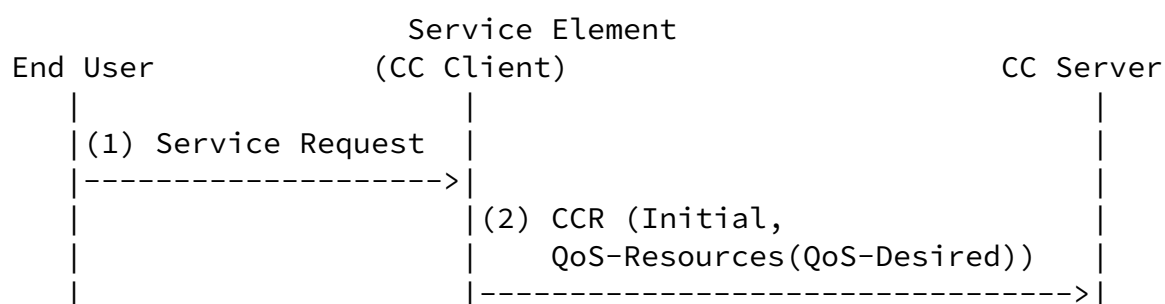 Service Element
End User (CC Client) CC Server
(1) Service Request
(2) CCR (Initial,
QoS-Resources(QoS-Desired))